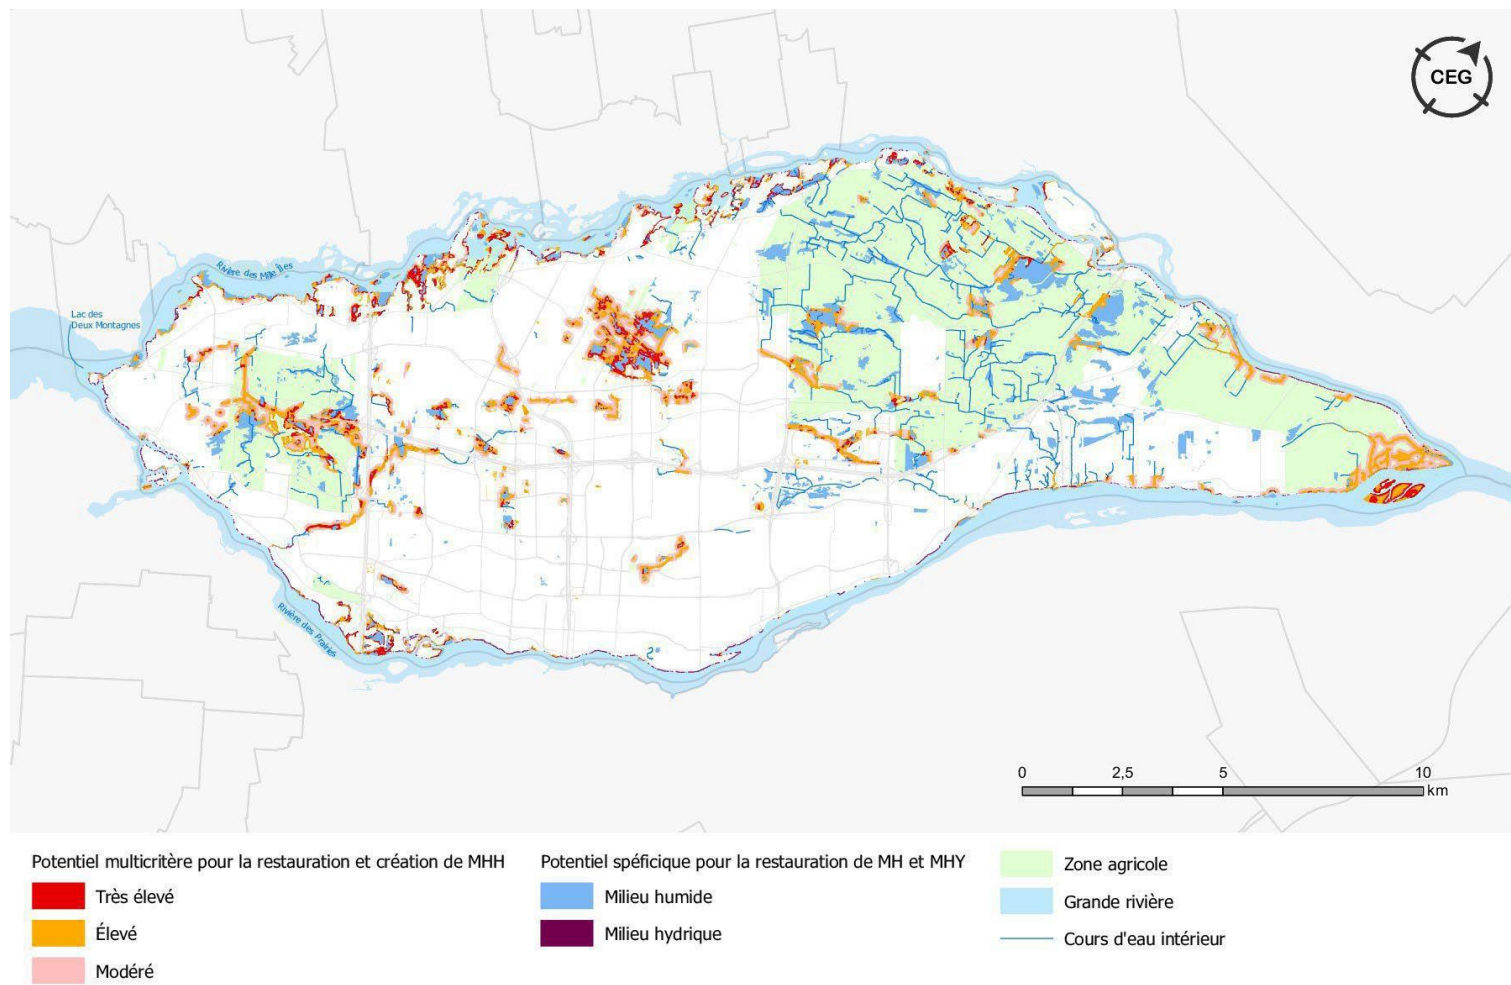 CEG
Rivière des Mille Îles
Lac des
Deux Montagnes
Rivière des Prairies
0 2,5 5 10
km
Potentiel multicritère pour la restauration et création de MHH
Très élevé
Élevé
Modéré
Potentiel spéficique pour la restauration de MH et MHY
Milieu humide
Milieu hydrique
Zone agricole
Grande rivière
Cours d'eau intérieur